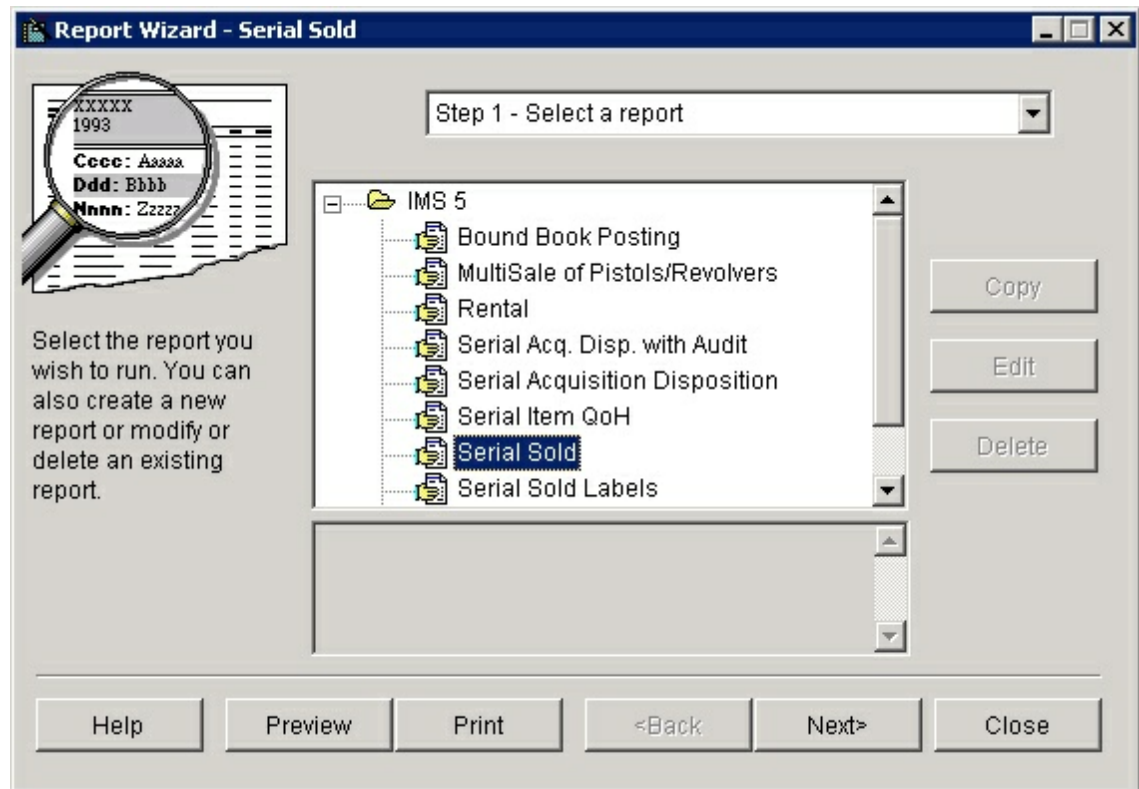 Report Wizard - Serial Sold
XXXXX
1993
Cccc: Aaaaa
Ddd: Bbbb
Nnnn: Zzzzz
Step 1 - Select a report
Select the report you
wish to run. You can
also create a new
report or modify or
delete an existing
report.
IMS 5
Bound Book Posting
MultiSale of Pistols/Revolvers
Rental
Serial Acq. Disp. with Audit
Serial Acquisition Disposition
Serial Item QoH
Serial Sold
Serial Sold Labels
Copy
Edit
Delete
Help
Preview
Print
<Back
Next>
Close